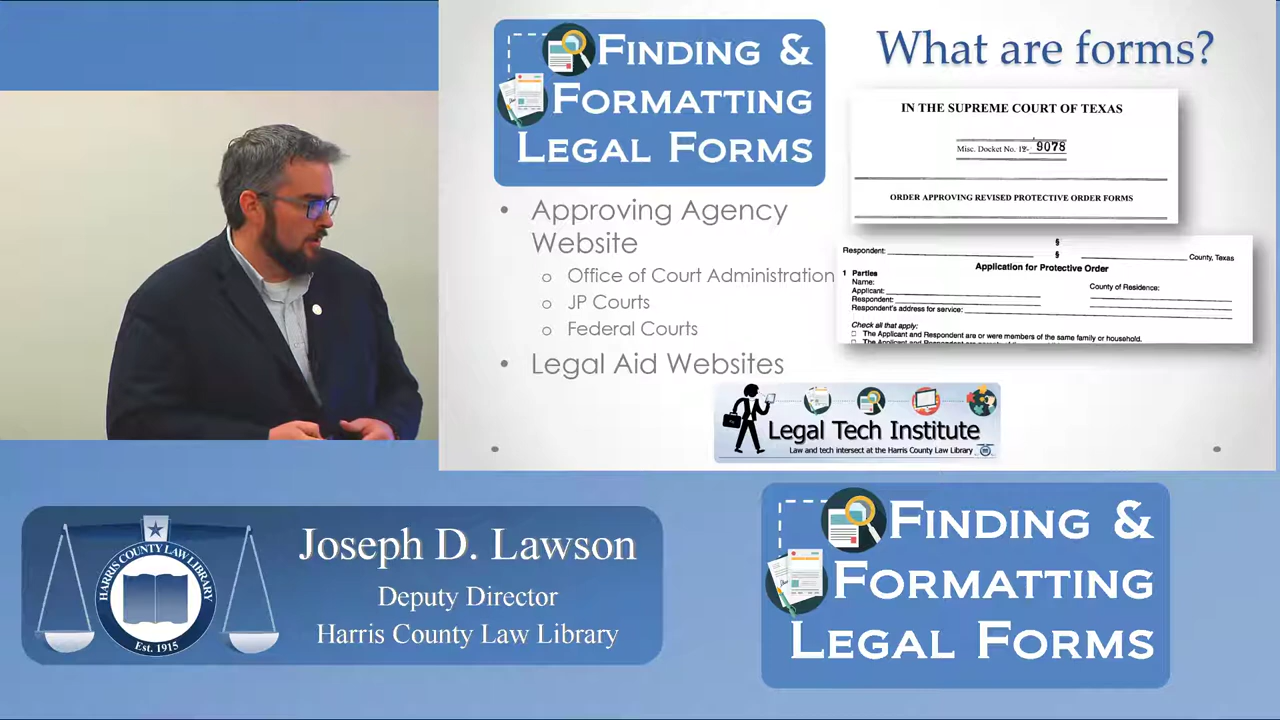 FINDING &
FORMATTING
LEGAL FORMS
• Approving Agency
Website
o Office of Court Administration
o JP Courts
o Federal Courts
• Legal Aid Websites
What are forms?
IN THE SUPREME COURT OF TEXAS
Misc. Docket No. 12- 9078
ORDER APPROVING REVISED PROTECTIVE ORDER FORMS
§
Respondent: § County, Texas
Application for Protective Order
1 Parties
Name: County of Residence:
Applicant:
Respondent:
Respondent's address for service:
Check all that apply:
☐ The Applicant and Respondent are or were members of the same family or household.
Legal Tech Institute
Law and tech intersect at the Harris County Law Library
HARRIS COUNTY LAW LIBRARY
Est. 1915
Joseph D. Lawson
Deputy Director
Harris County Law Library
FINDING &
FORMATTING
LEGAL FORMS